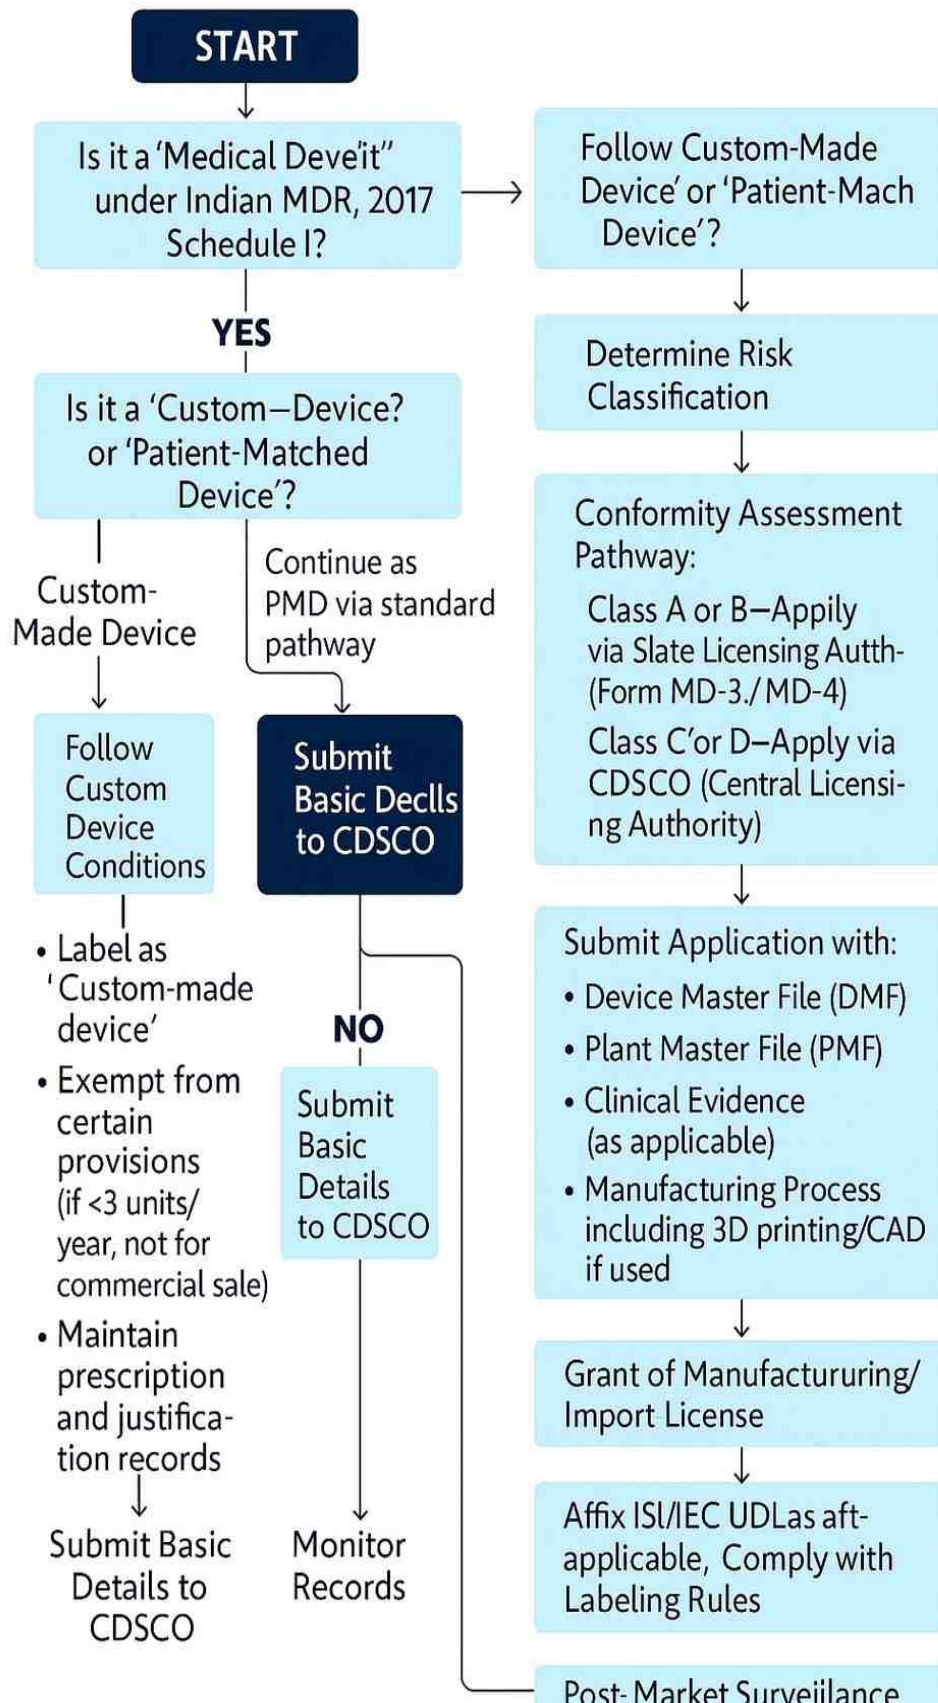 START
Is it a ‘Medical Deve'it”
under Indian MDR, 2017
Schedule I?
YES
Is it a ‘Custom–Device?
or ‘Patient-Matched
Device’?
Custom-
Made Device
Continue as
PMD via standard
pathway
Follow
Custom
Device
Conditions
Submit
Basic Declls
to CDSCO
• Label as
‘Custom-made
device’
• Exempt from
certain
provisions
(if <3 units/
year, not for
commercial sale)
• Maintain
prescription
and justifica-
tion records
Submit Basic
Details to
CDSCO
NO
Submit
Basic
Details
to CDSCO
Monitor
Records
Follow Custom-Made
Device’ or ‘Patient-Mach
Device’?
Determine Risk
Classification
Conformity Assessment
Pathway:
Class A or B–Appily
via Slate Licensing Autth-
(Form MD-3./MD-4)
Class C’or D–Apply via
CDSCO (Central Licensi-
ng Authority)
Submit Application with:
• Device Master File (DMF)
• Plant Master File (PMF)
• Clinical Evidence
(as applicable)
• Manufacturing Process
including 3D printing/CAD
if used
Grant of Manufactururing/
Import License
Affix ISl/IEC UDLas aft-
applicable, Comply with
Labeling Rules
Post-Market Surveiillance